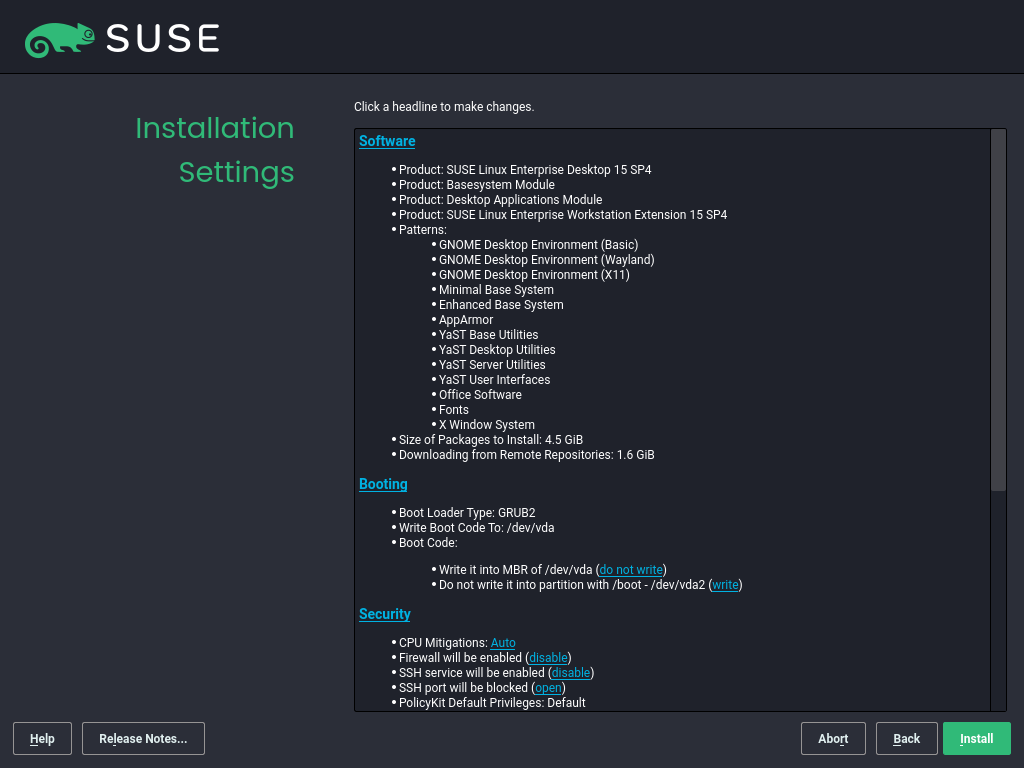 SUSE
Installation
Settings
Click a headline to make changes.
Software
• Product: SUSE Linux Enterprise Desktop 15 SP4
• Product: Basesystem Module
• Product: Desktop Applications Module
• Product: SUSE Linux Enterprise Workstation Extension 15 SP4
• Patterns:
• GNOME Desktop Environment (Basic)
• GNOME Desktop Environment (Wayland)
• GNOME Desktop Environment (X11)
• Minimal Base System
• Enhanced Base System
• AppArmor
• YaST Base Utilities
• YaST Desktop Utilities
• YaST Server Utilities
• YaST User Interfaces
• Office Software
• Fonts
• X Window System
• Size of Packages to Install: 4.5 GiB
• Downloading from Remote Repositories: 1.6 GiB
Booting
• Boot Loader Type: GRUB2
• Write Boot Code To: /dev/vda
• Boot Code:
• Write it into MBR of /dev/vda (do not write)
• Do not write it into partition with /boot - /dev/vda2 (write)
Security
• CPU Mitigations: Auto
• Firewall will be enabled (disable)
• SSH service will be enabled (disable)
• SSH port will be blocked (open)
• PolicyKit Default Privileges: Default
Help Release Notes... Abort Back Install